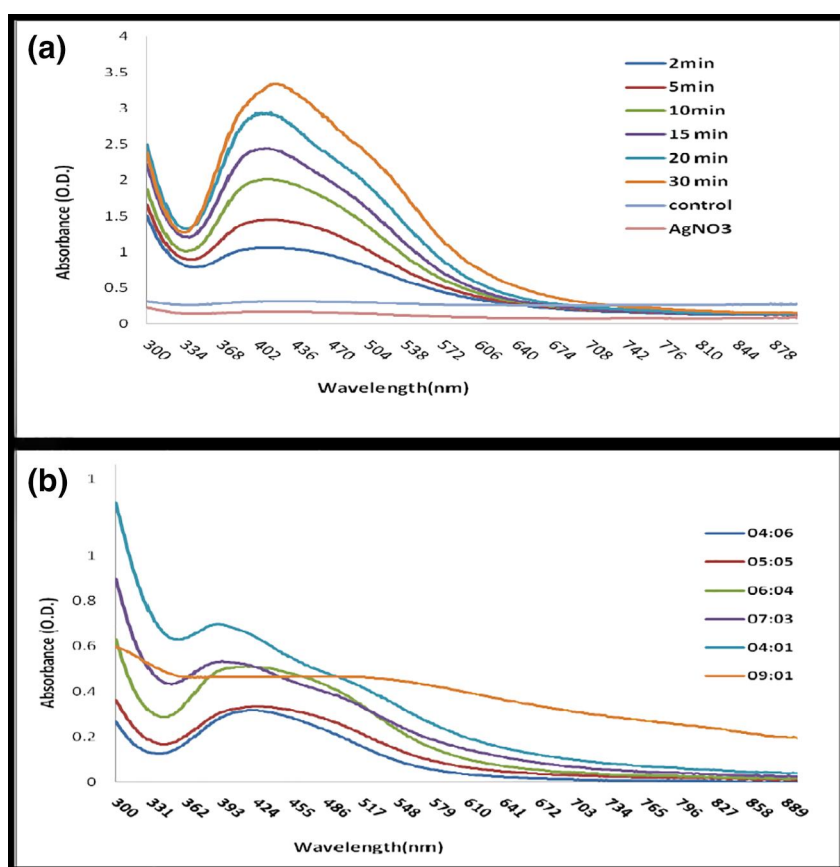 (a)
4
3.5
3
2.5
2
1.5
1
0.5
0
Absorbance (O.D.)
300 334 368 402 436 470 504 538 572 606 640 674 708 742 776 810 844 878
Wavelength(nm)
2min
5min
10min
15 min
20 min
30 min
control
AgNO3
(b)
1
1
0.8
0.6
0.4
0.2
0
Absorbance (O.D.)
300 331 362 393 424 455 486 517 548 579 610 641 672 703 734 765 796 827 858 889
Wavelength(nm)
04:06
05:05
06:04
07:03
04:01
09:01